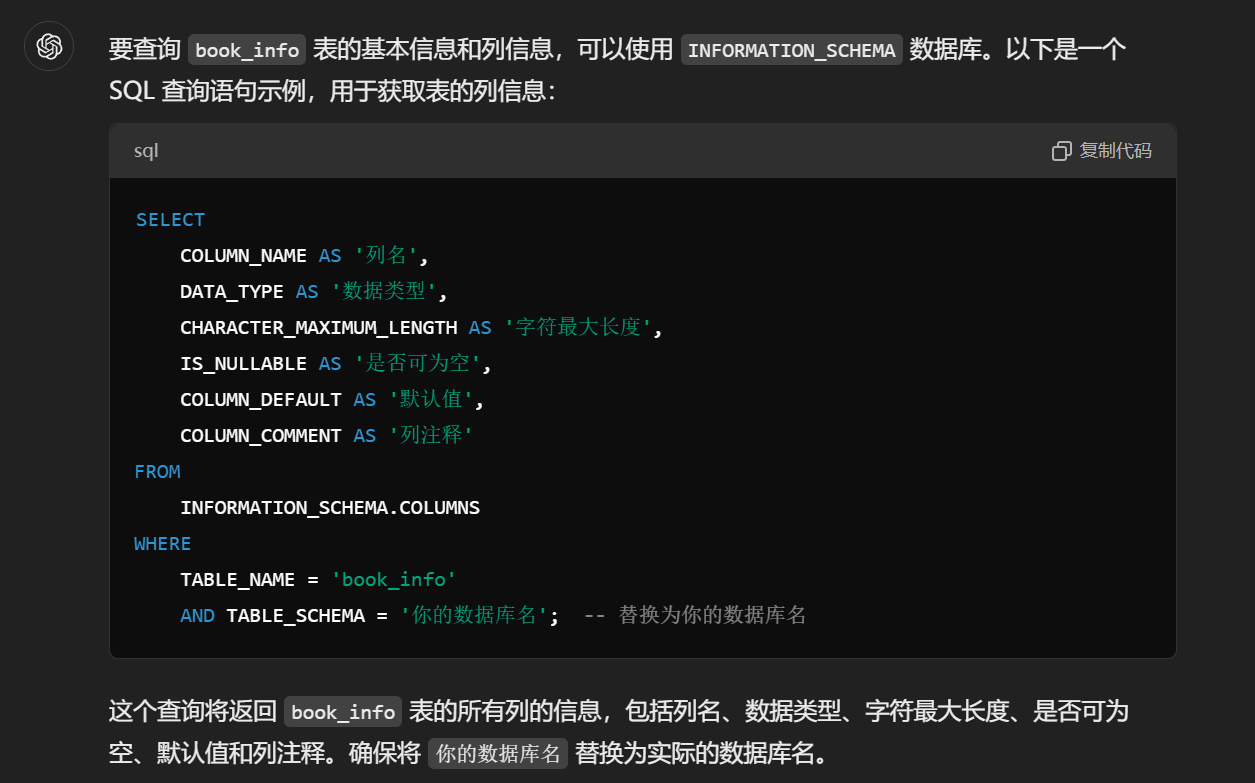 要查询 book_info 表的基本信息和列信息，可以使用 INFORMATION_SCHEMA 数据库。以下是一个
SQL 查询语句示例，用于获取表的列信息：
sql
复制代码
SELECT
    COLUMN_NAME AS '列名',
    DATA_TYPE AS '数据类型',
    CHARACTER_MAXIMUM_LENGTH AS '字符最大长度',
    IS_NULLABLE AS '是否可为空',
    COLUMN_DEFAULT AS '默认值',
    COLUMN_COMMENT AS '列注释'
FROM
    INFORMATION_SCHEMA.COLUMNS
WHERE
    TABLE_NAME = 'book_info'
    AND TABLE_SCHEMA = '你的数据库名';  -- 替换为你的数据库名
这个查询将返回 book_info 表的所有列的信息，包括列名、数据类型、字符最大长度、是否可为
空、默认值和列注释。确保将 你的数据库名 替换为实际的数据库名。